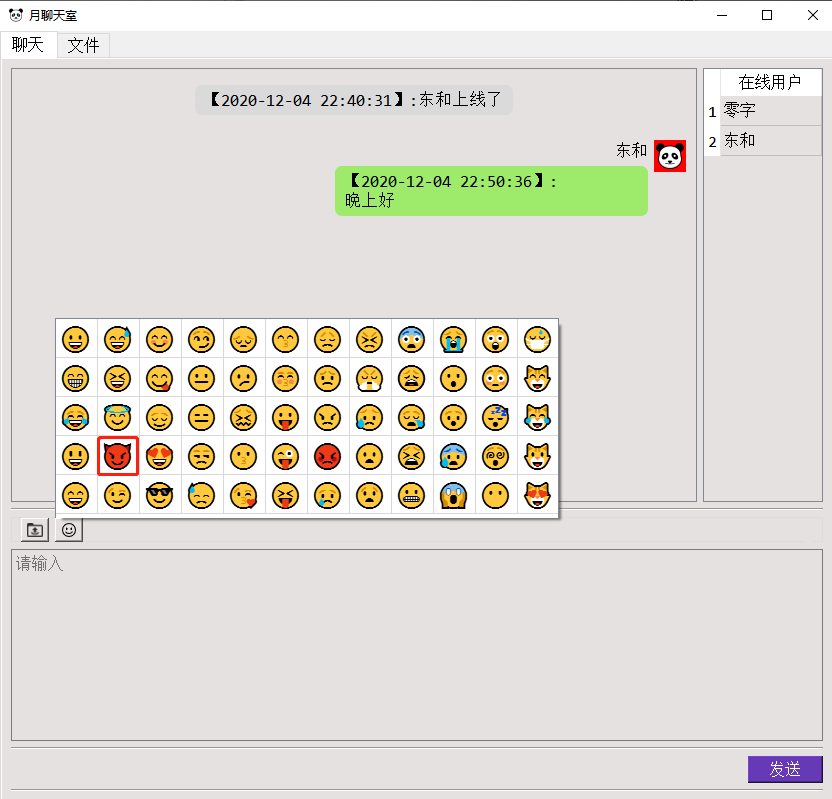 月聊天室
聊天 文件
【2020-12-04 22:40:31】:东和上线了
东和
【2020-12-04 22:50:36】:
晚上好
在线用户
1 零字
2 东和
请输入
发送